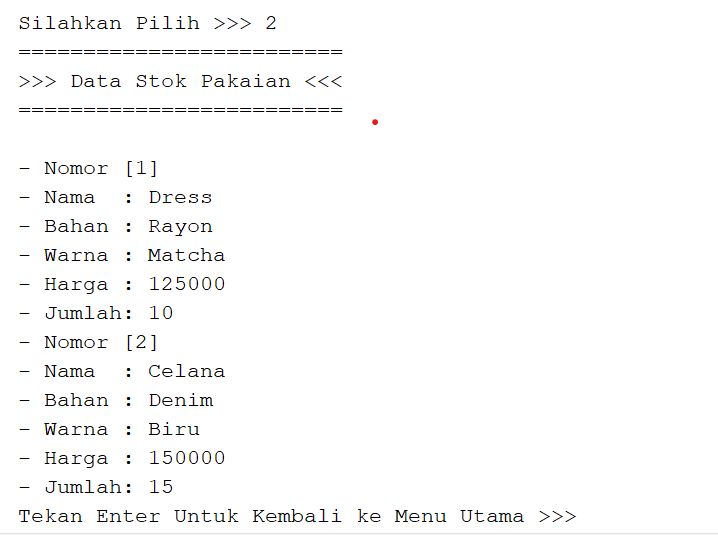 Silahkan Pilih >>> 2
=========================
>>> Data Stok Pakaian <<<
=========================
- Nomor [1]
- Nama  : Dress
- Bahan : Rayon
- Warna : Matcha
- Harga : 125000
- Jumlah: 10
- Nomor [2]
- Nama  : Celana
- Bahan : Denim
- Warna : Biru
- Harga : 150000
- Jumlah: 15
Tekan Enter Untuk Kembali ke Menu Utama >>>